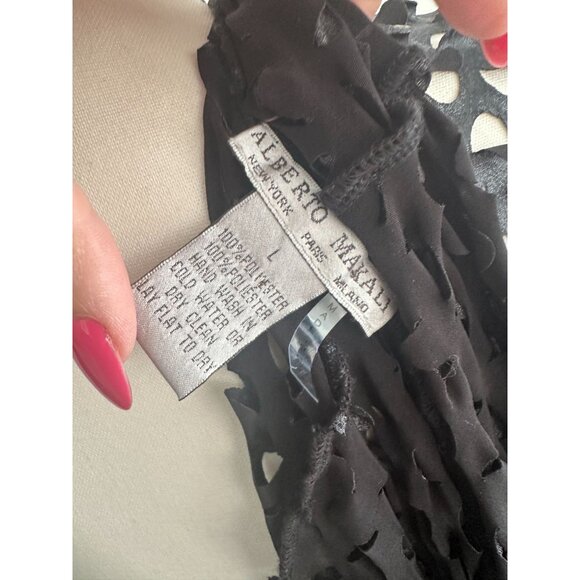 ALBERTO MAKALI
NEW YORK PARIS MILANO
L
100%POLYESTER
100%POLYESTER
HAND WASH IN
COLD WATER OR
DRY CLEAN
LAY FLAT TO DRY